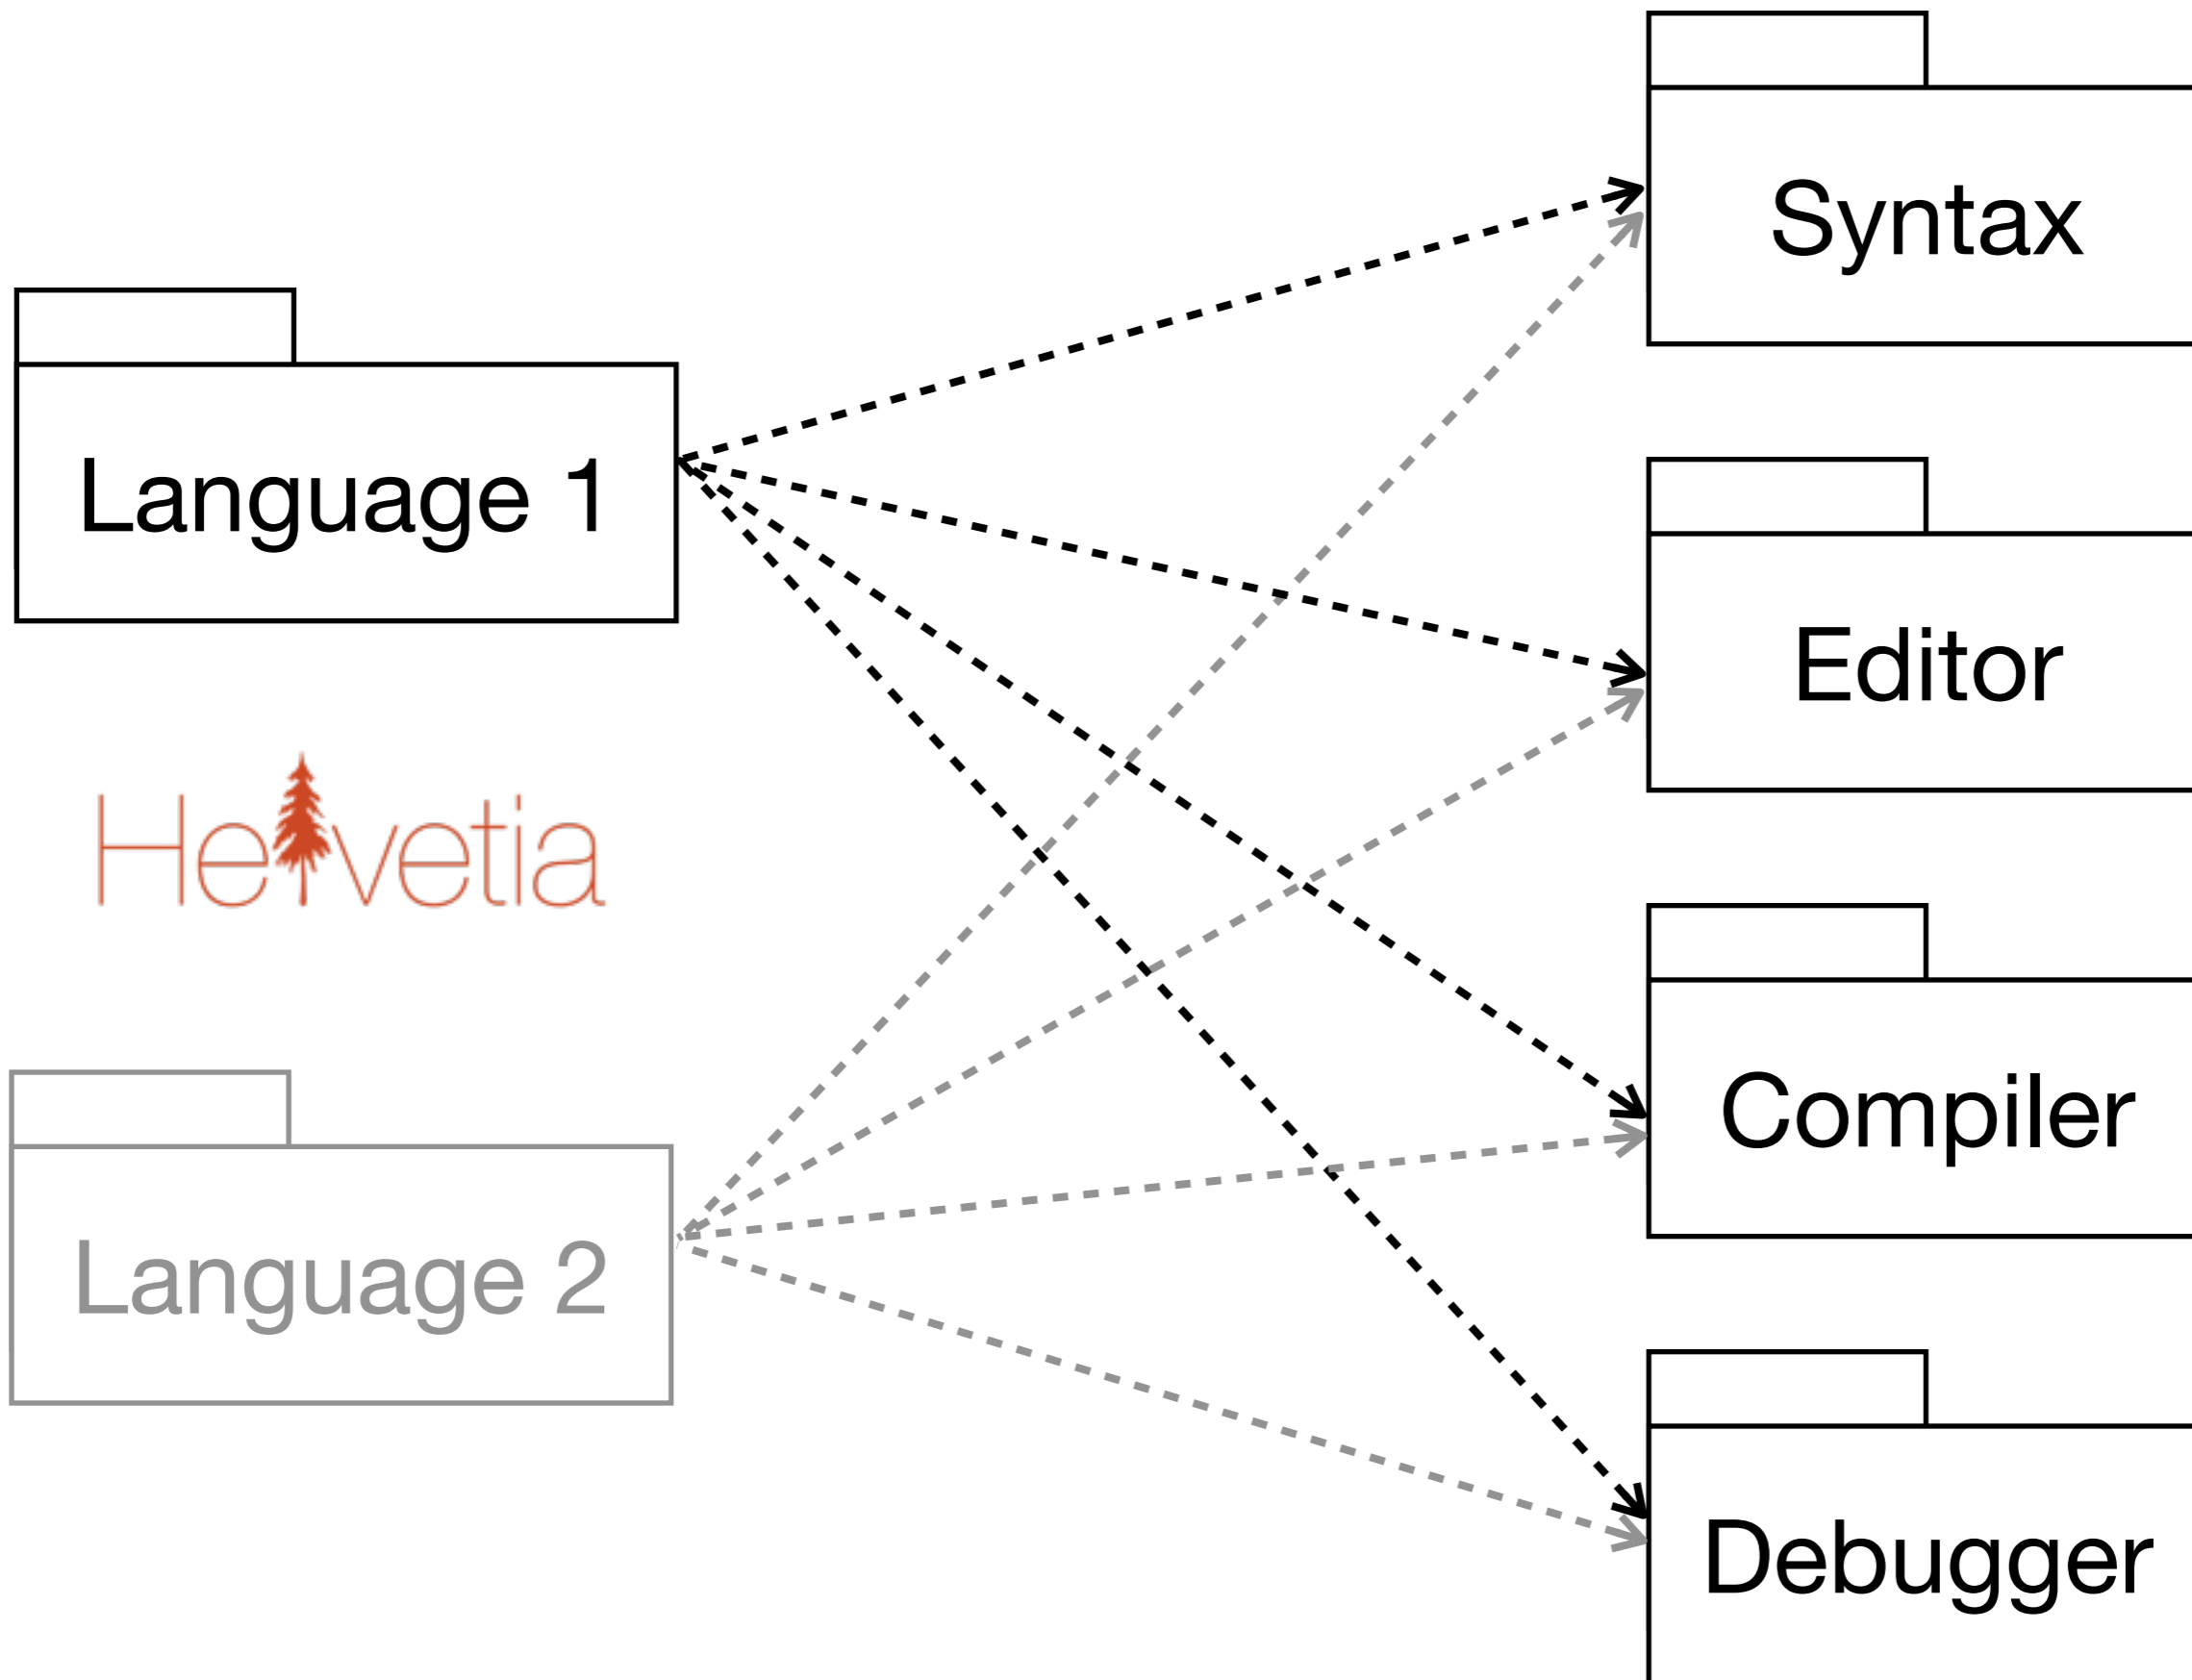 Syntax
Language 1
Editor
Helvetia
Compiler
Language 2
Debugger